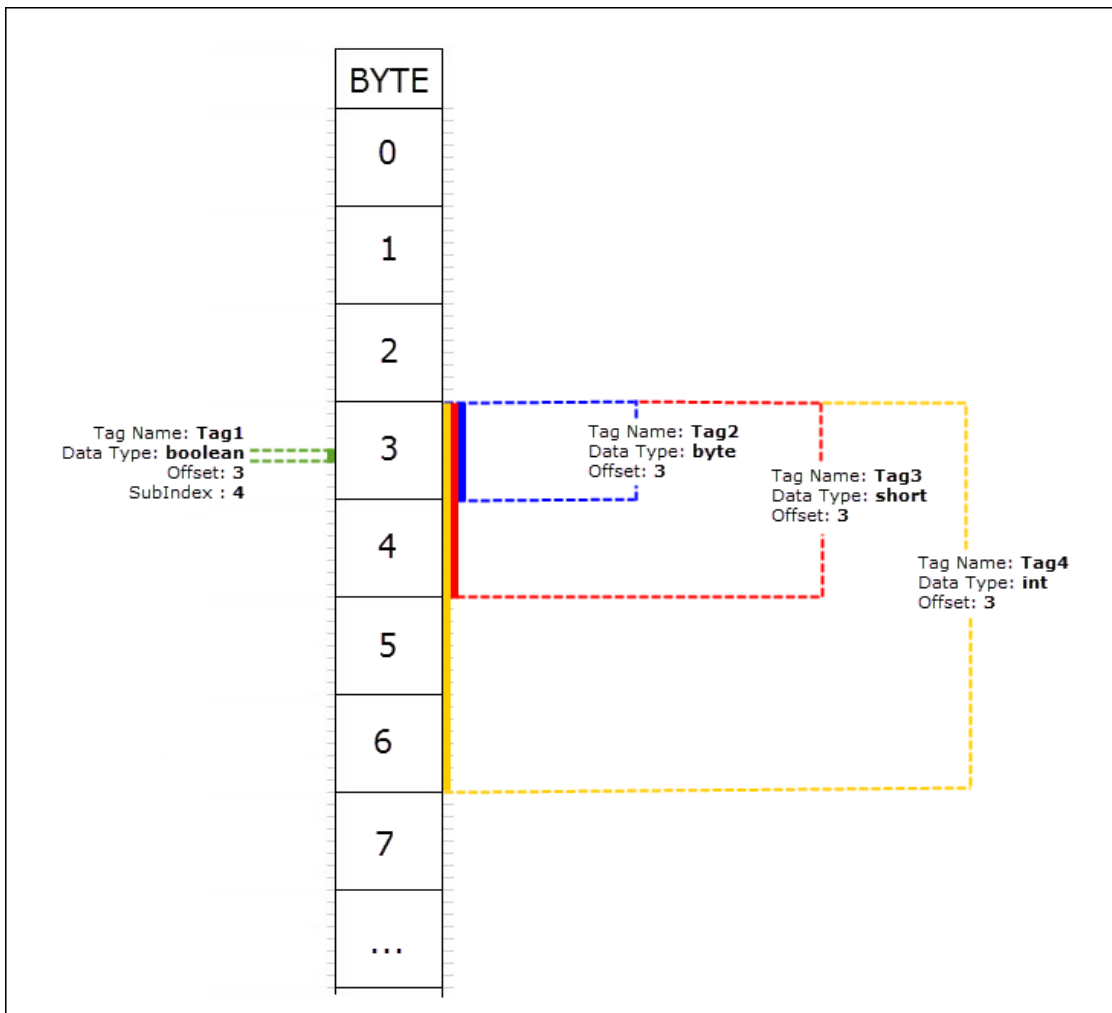 BYTE
0
1
2
3
4
5
6
7
...
Tag Name: Tag1
Data Type: boolean
Offset: 3
SubIndex : 4
Tag Name: Tag2
Data Type: byte
Offset: 3
Tag Name: Tag3
Data Type: short
Offset: 3
Tag Name: Tag4
Data Type: int
Offset: 3